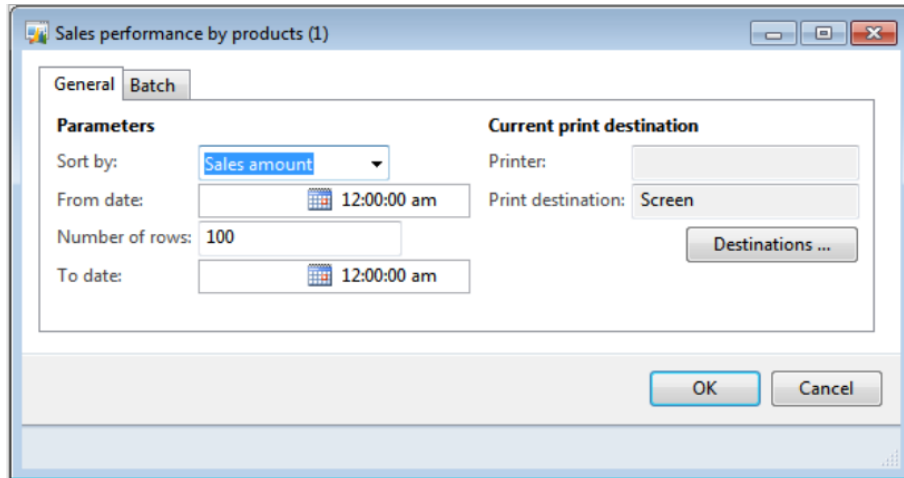 Sales performance by products (1)
General Batch
Parameters
Sort by: Sales amount
From date: 12:00:00 am
Number of rows: 100
To date: 12:00:00 am
Current print destination
Printer:
Print destination: Screen
Destinations ...
OK Cancel